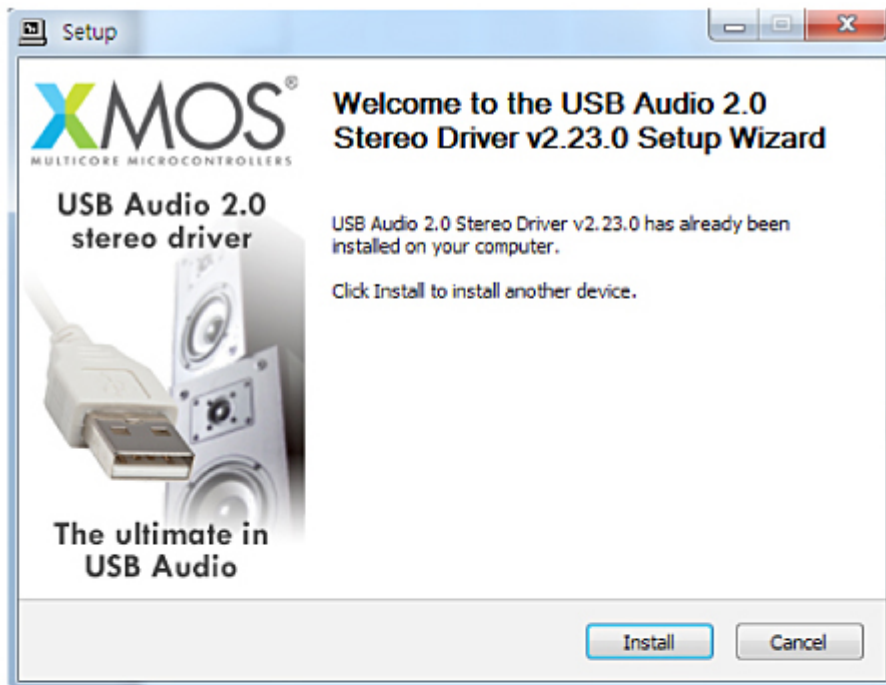 Setup
XMOS®
MULTICORE MICROCONTROLLERS
USB Audio 2.0
stereo driver
The ultimate in
USB Audio
Welcome to the USB Audio 2.0
Stereo Driver v2.23.0 Setup Wizard
USB Audio 2.0 Stereo Driver v2.23.0 has already been
installed on your computer.
Click Install to install another device.
Install
Cancel